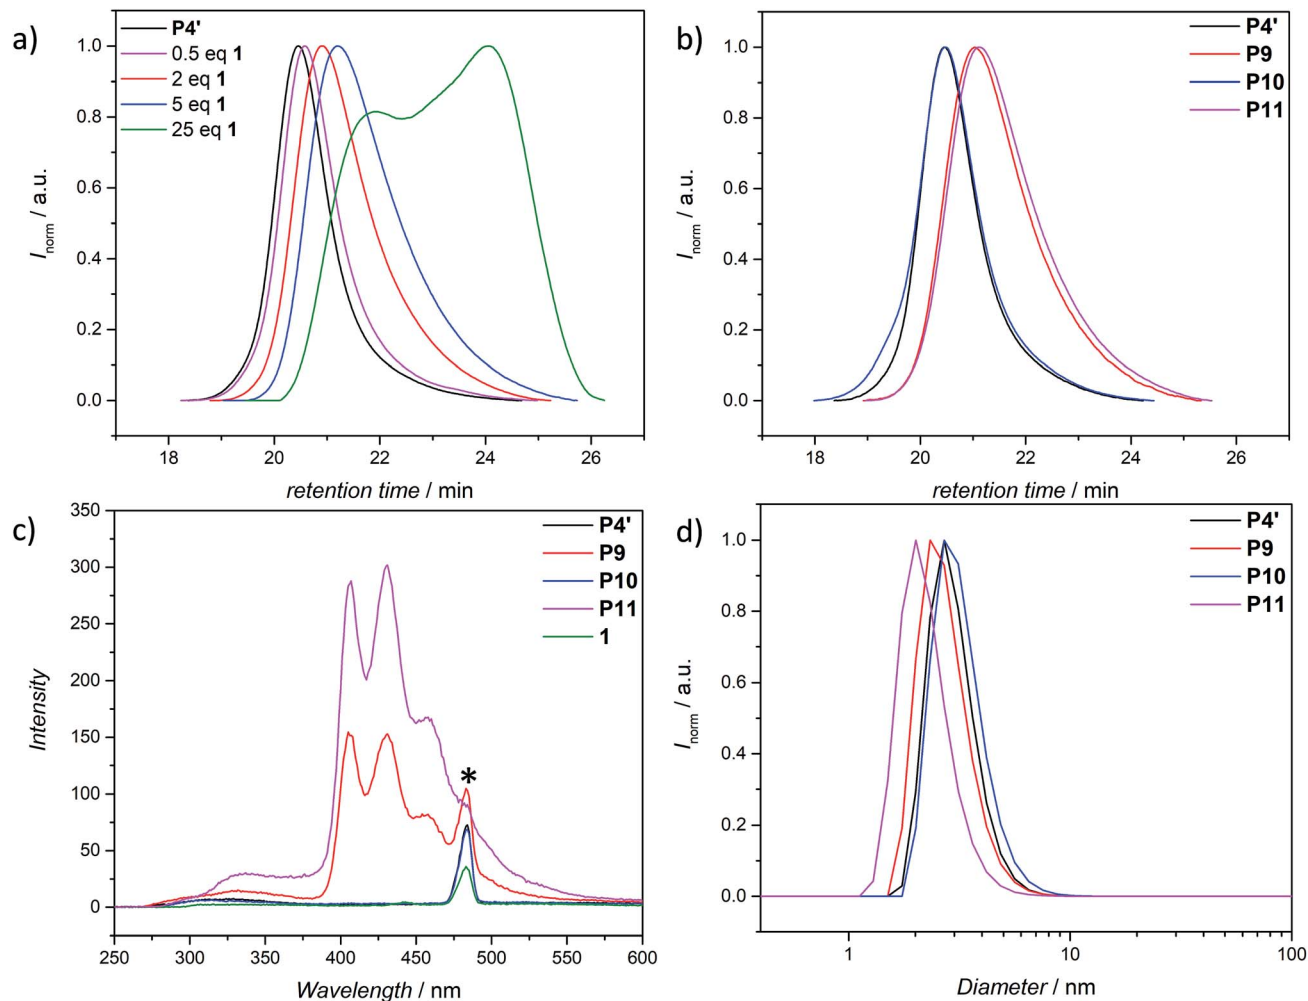 a)
P4'
0.5 eq 1
2 eq 1
5 eq 1
25 eq 1
1.0
0.8
0.6
0.4
0.2
0.0
I norm / a.u.
18 20 22 24 26
retention time / min
b)
P4'
P9
P10
P11
1.0
0.8
0.6
0.4
0.2
0.0
I norm / a.u.
18 20 22 24 26
retention time / min
c)
P4'
P9
P10
P11
1
*
350
300
250
200
150
100
50
0
Intensity
250 300 350 400 450 500 550 600
Wavelength / nm
d)
P4'
P9
P10
P11
1.0
0.8
0.6
0.4
0.2
0.0
I norm / a.u.
1 10 100
Diameter / nm